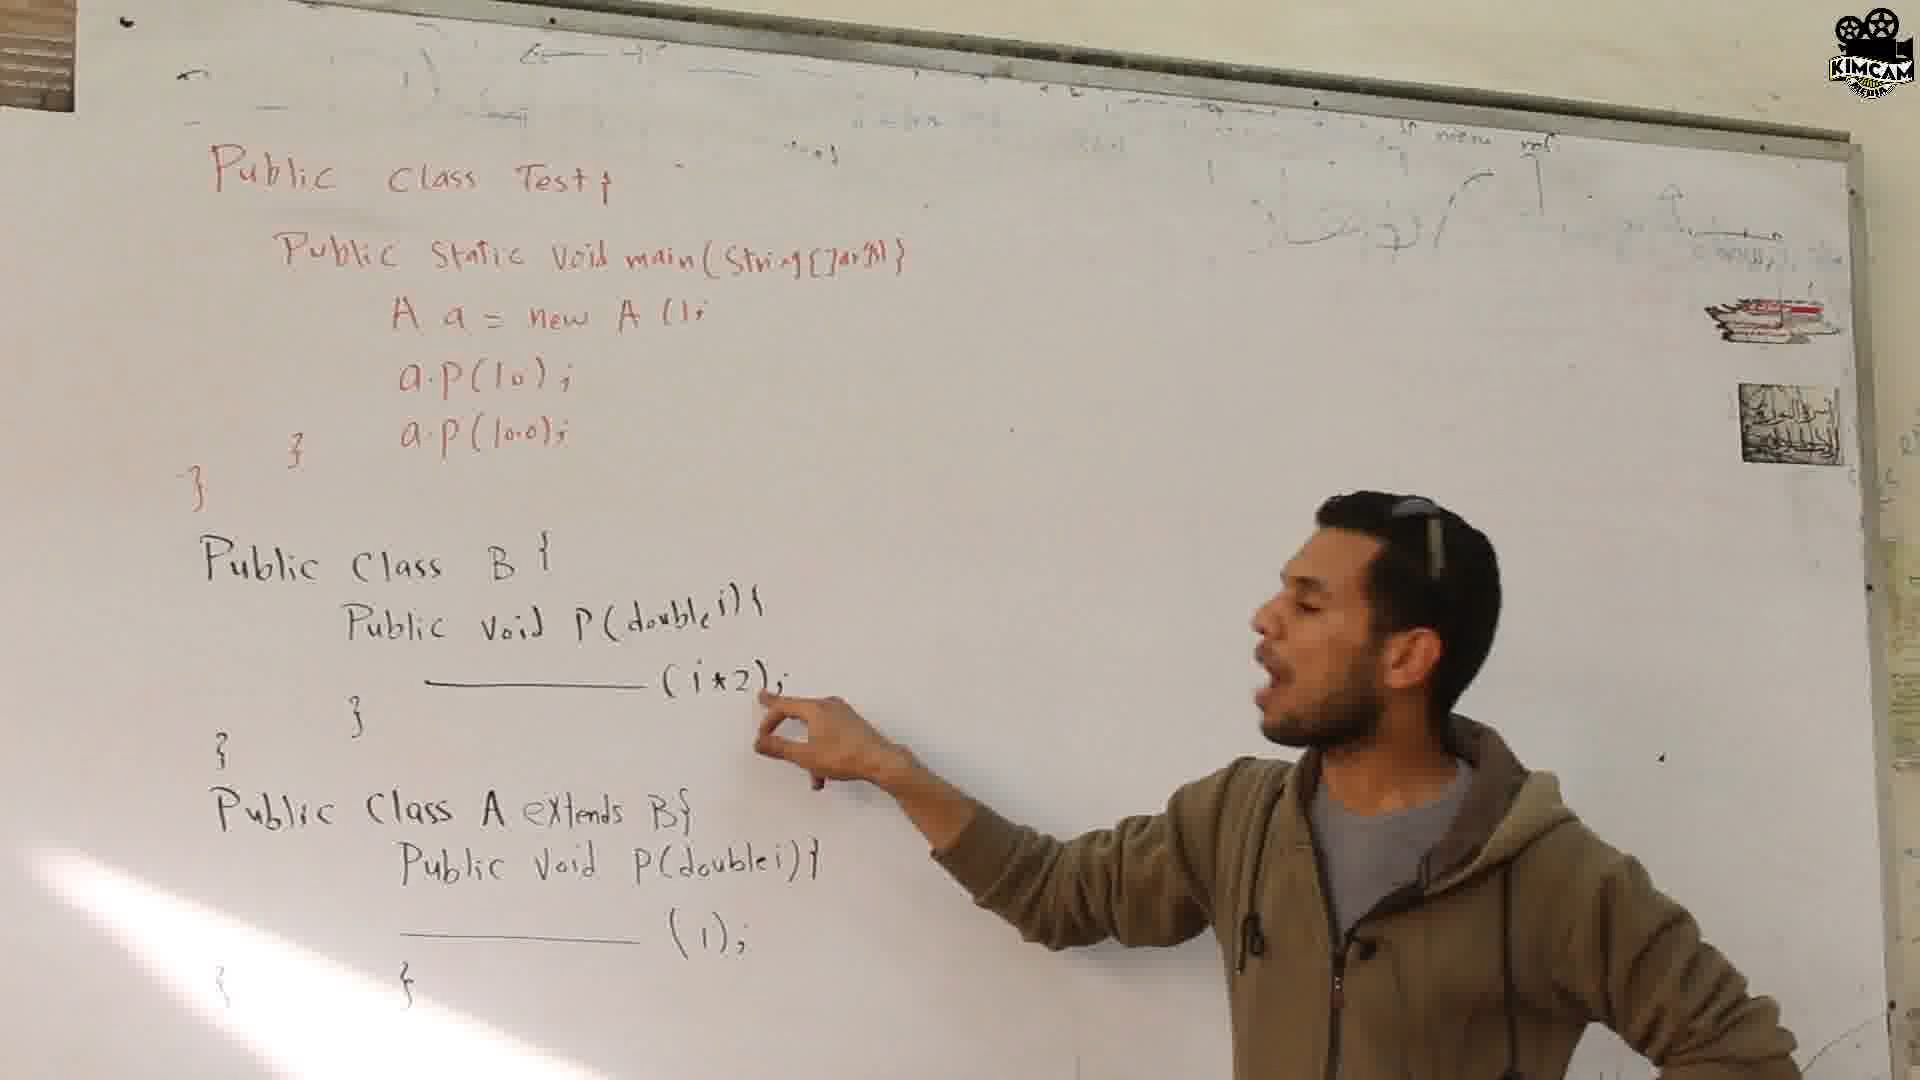 KIMCAM
MEDIA
Public Class Test{
Public Static Void main(String[]args)}
A a = new A ();
a.p(10);
a.p(10.0);
}
}
Public Class B {
Public Void P(double i){
(i*2);
}
}
Public Class A extends B{
Public Void P(double i)}
(i);
}
}